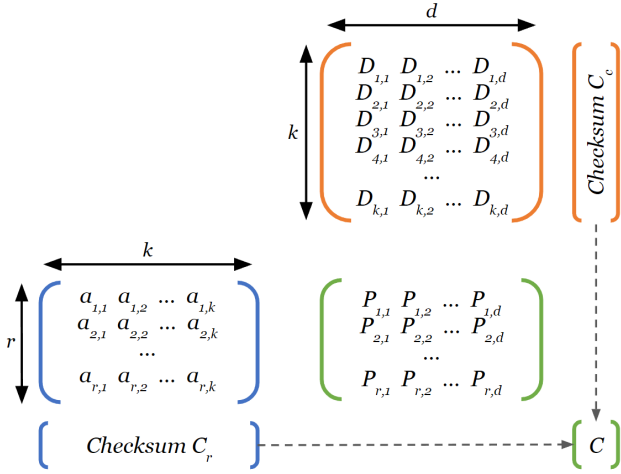 d
k
D1,1 D1,2 ... D1,d
D2,1 D2,2 ... D2,d
D3,1 D3,2 ... D3,d
D4,1 D4,2 ... D4,d
...
Dk,1 Dk,2 ... Dk,d
Checksum Cc
k
r
a1,1 a1,2 ... a1,k
a2,1 a2,2 ... a2,k
...
ar,1 ar,2 ... ar,k
P1,1 P1,2 ... P1,d
P2,1 P2,2 ... P2,d
...
Pr,1 Pr,2 ... Pr,d
Checksum Cr
C